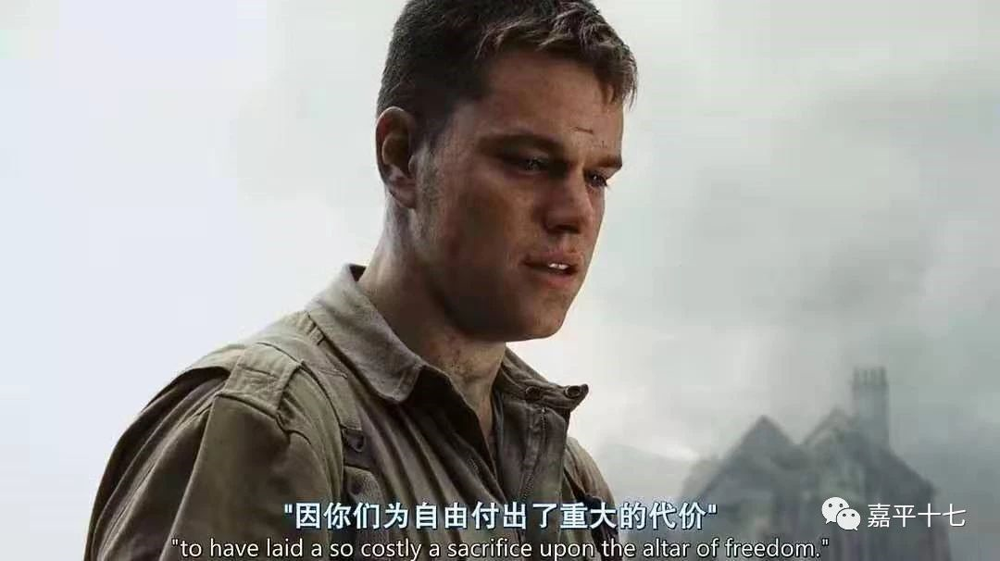 "因你们为自由付出了重大的代价"
"to have laid a so costly a sacrifice upon the altar of freedom."
嘉平十七